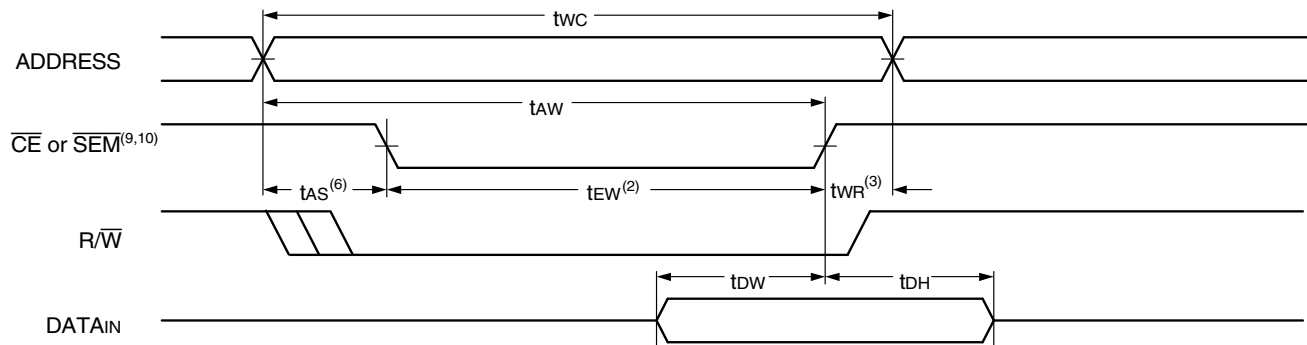 tWC
ADDRESS
tAW
CE or SEM(9,10)
tAS(6)
tEW(2)
tWR(3)
R/W
tDW
tDH
DATAIN